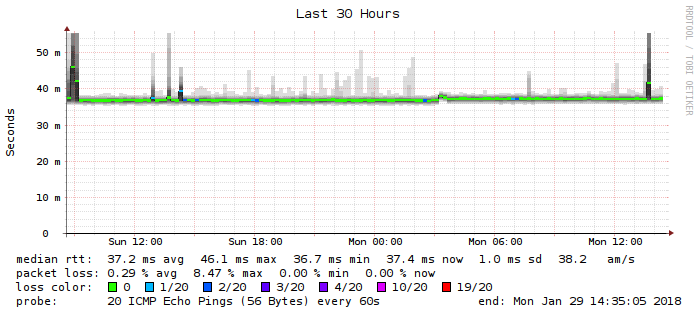 Last 30 Hours
RRDTOOL / TOBI OETIKER
Seconds
50 m
40 m
30 m
20 m
10 m
0
Sun 12:00 Sun 18:00 Mon 00:00 Mon 06:00 Mon 12:00
median rtt: 37.2 ms avg 46.1 ms max 36.7 ms min 37.4 ms now 1.0 ms sd 38.2 am/s
packet loss: 0.29 % avg 8.47 % max 0.00 % min 0.00 % now
loss color: 0 1/20 2/20 3/20 4/20 10/20 19/20
probe: 20 ICMP Echo Pings (56 Bytes) every 60s end: Mon Jan 29 14:35:05 2018